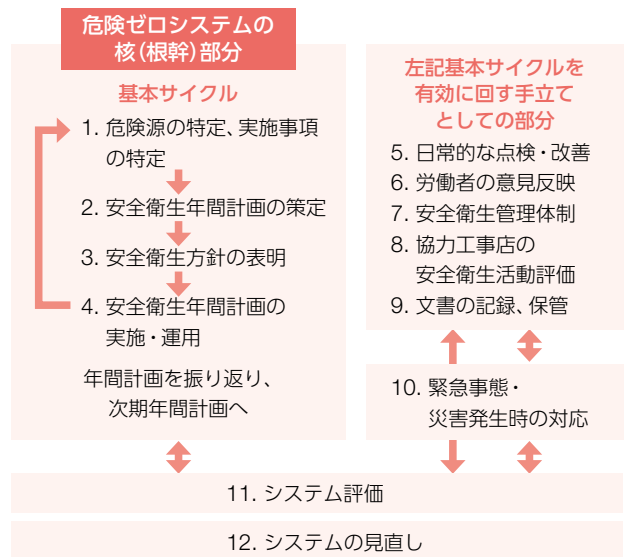 危険ゼロシステムの
核（根幹）部分
基本サイクル
1. 危険源の特定、実施事項
の特定
2. 安全衛生年間計画の策定
3. 安全衛生方針の表明
4. 安全衛生年間計画の
実施・運用
年間計画を振り返り、
次期年間計画へ
左記基本サイクルを
有効に回す手立て
としての部分
5. 日常的な点検・改善
6. 労働者の意見反映
7. 安全衛生管理体制
8. 協力工事店の
安全衛生活動評価
9. 文書の記録、保管
10. 緊急事態・
災害発生時の対応
11. システム評価
12. システムの見直し